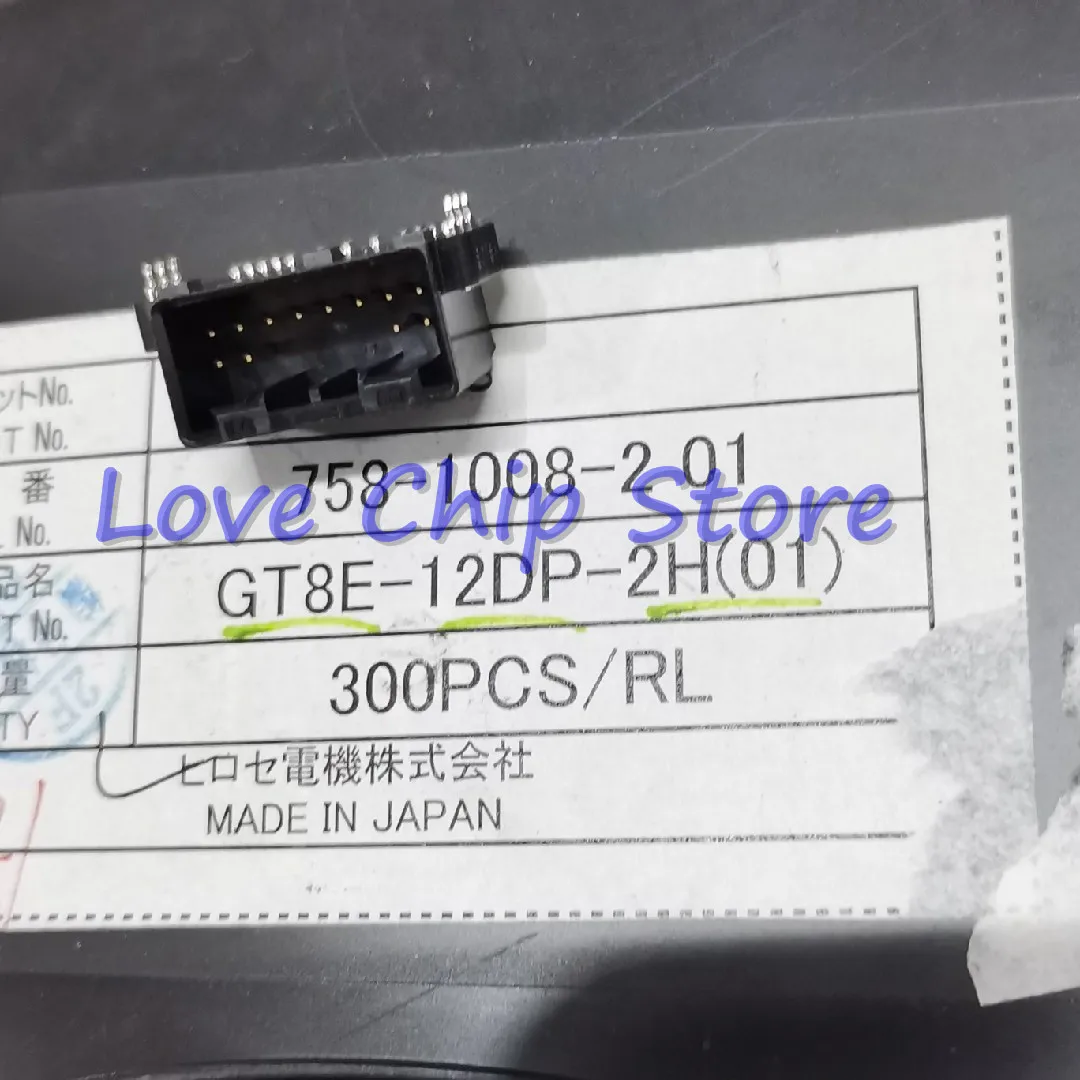 ットNo.
T No.
番
758-1008-2 01
No.
Love Chip Store
品名
GT8E-12DP-2H(01)
T No.
量
300PCS/RL
TY
ヒロセ電機株式会社
MADE IN JAPAN